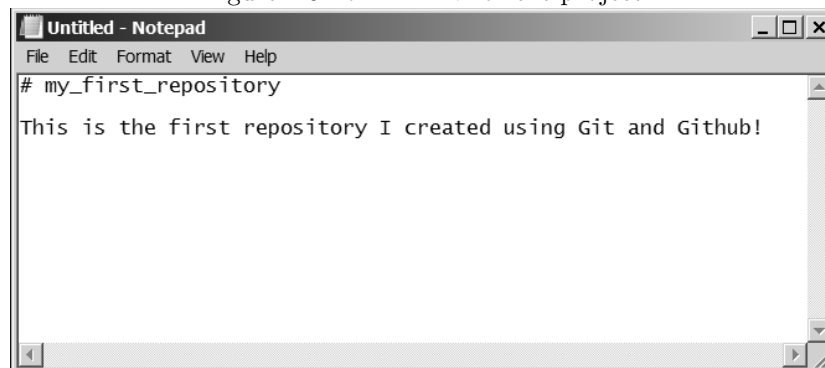 Untitled - Notepad
File Edit Format View Help
# my_first_repository
This is the first repository I created using Git and Github!